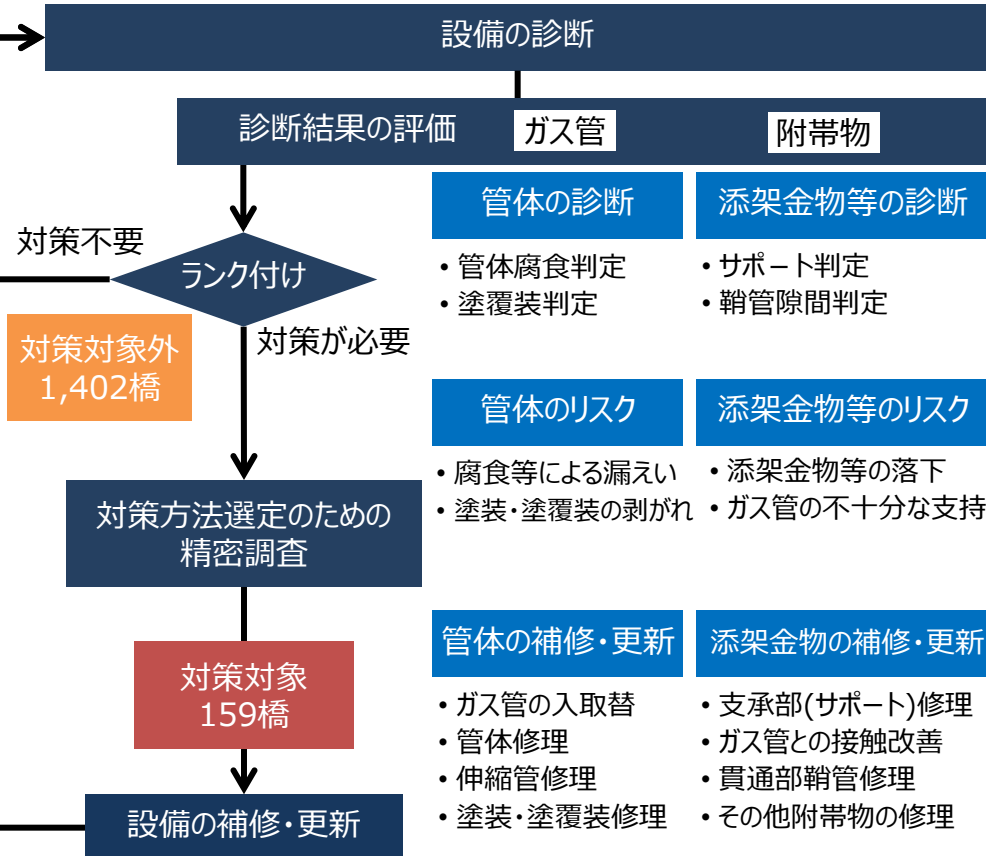 設備の診断
診断結果の評価
ガス管
附帯物
ランク付け
対策不要
対策対象外
1,402橋
対策が必要
対策方法選定のための
精密調査
対策対象
159橋
設備の補修・更新
管体の診断
・管体腐食判定
・塗覆装判定
添架金物等の診断
・サポート判定
・鞘管隙間判定
管体のリスク
・腐食等による漏えい
・塗装・塗覆装の剥がれ
添架金物等のリスク
・添架金物等の落下
・ガス管の不十分な支持
管体の補修・更新
・ガス管の入取替
・管体修理
・伸縮管修理
・塗装・塗覆装修理
添架金物の補修・更新
・支承部(サポート)修理
・ガス管との接触改善
・貫通部鞘管修理
・その他附帯物の修理